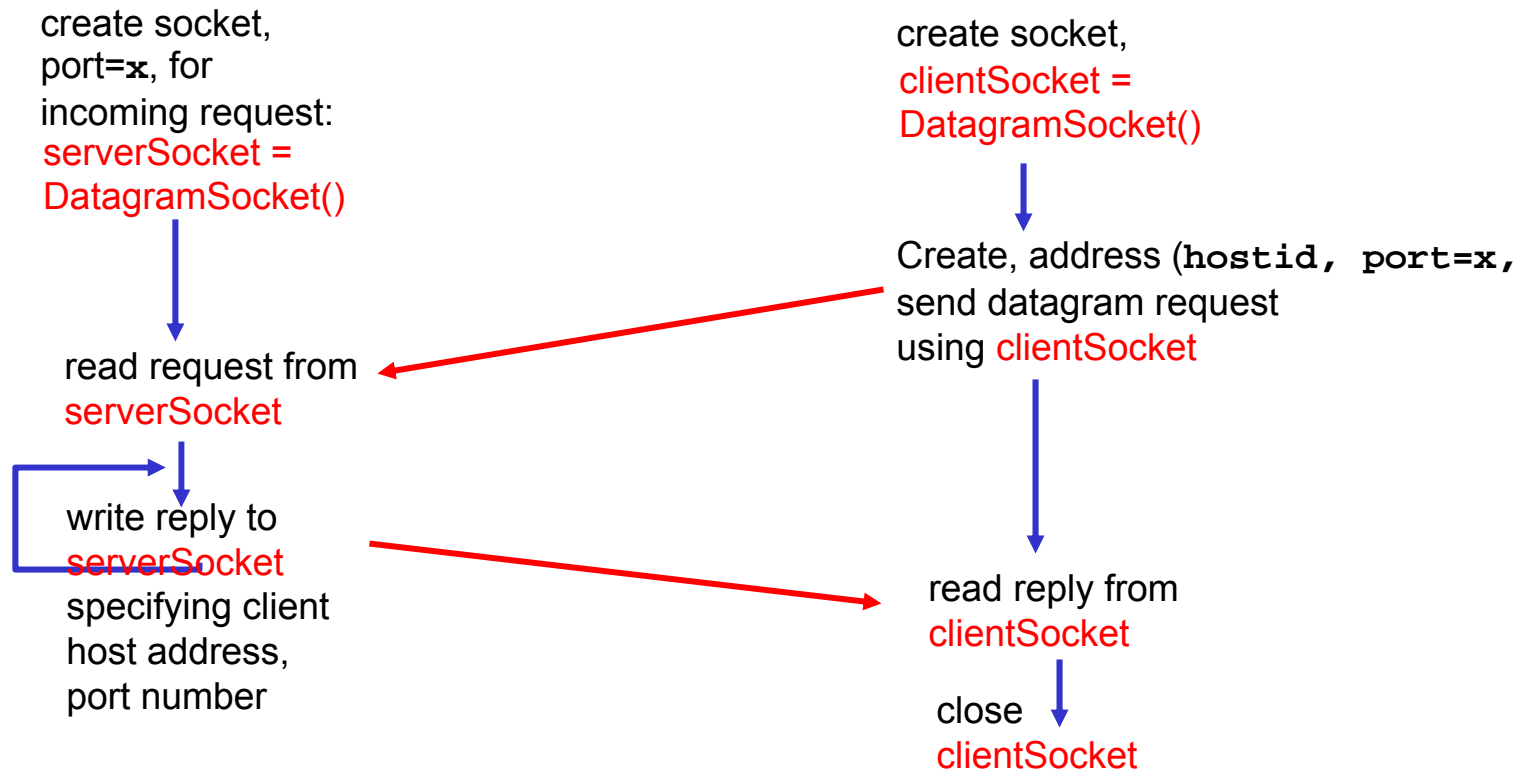 create socket,
port=x, for
incoming request:
serverSocket =
DatagramSocket()
read request from
serverSocket
write reply to
serverSocket
specifying client
host address,
port number
create socket,
clientSocket =
DatagramSocket()
Create, address (hostid, port=x,
send datagram request
using clientSocket
read reply from
clientSocket
close
clientSocket